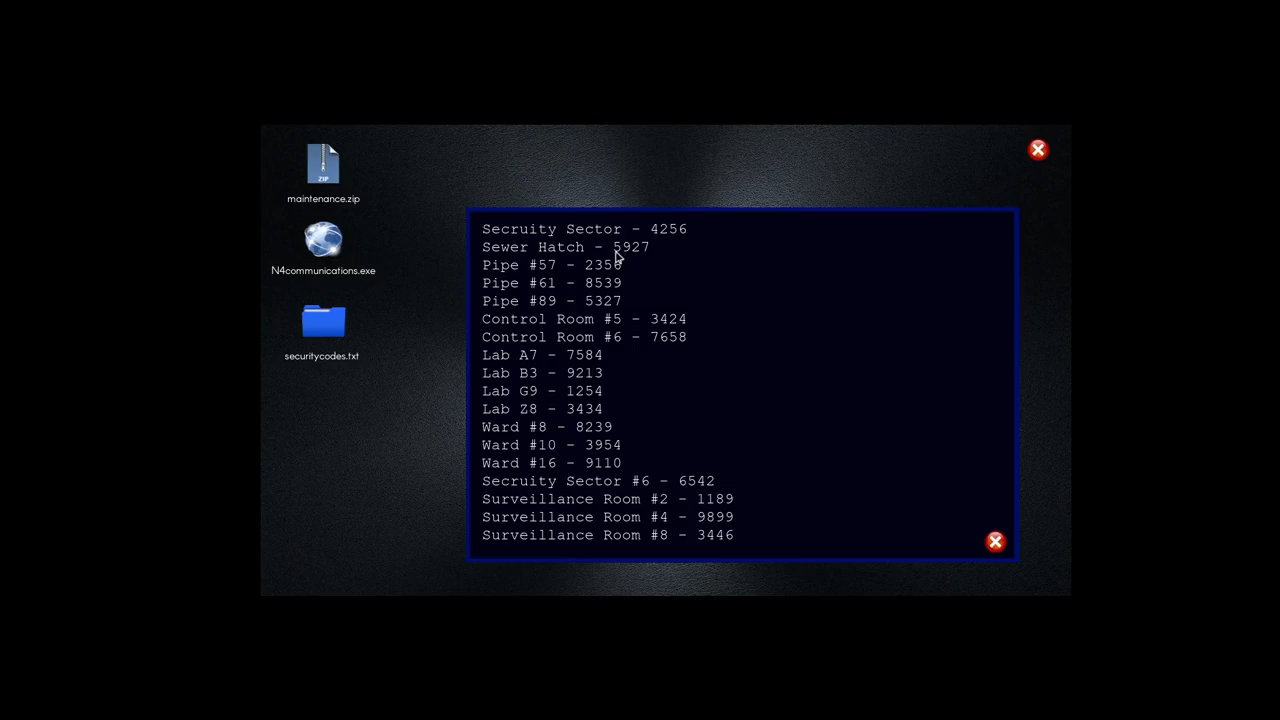 ZIP
maintenance.zip
N4communications.exe
securitycodes.txt
Secruity Sector - 4256
Sewer Hatch - 5927
Pipe #57 - 2356
Pipe #61 - 8539
Pipe #89 - 5327
Control Room #5 - 3424
Control Room #6 - 7658
Lab A7 - 7584
Lab B3 - 9213
Lab G9 - 1254
Lab Z8 - 3434
Ward #8 - 8239
Ward #10 - 3954
Ward #16 - 9110
Secruity Sector #6 - 6542
Surveillance Room #2 - 1189
Surveillance Room #4 - 9899
Surveillance Room #8 - 3446